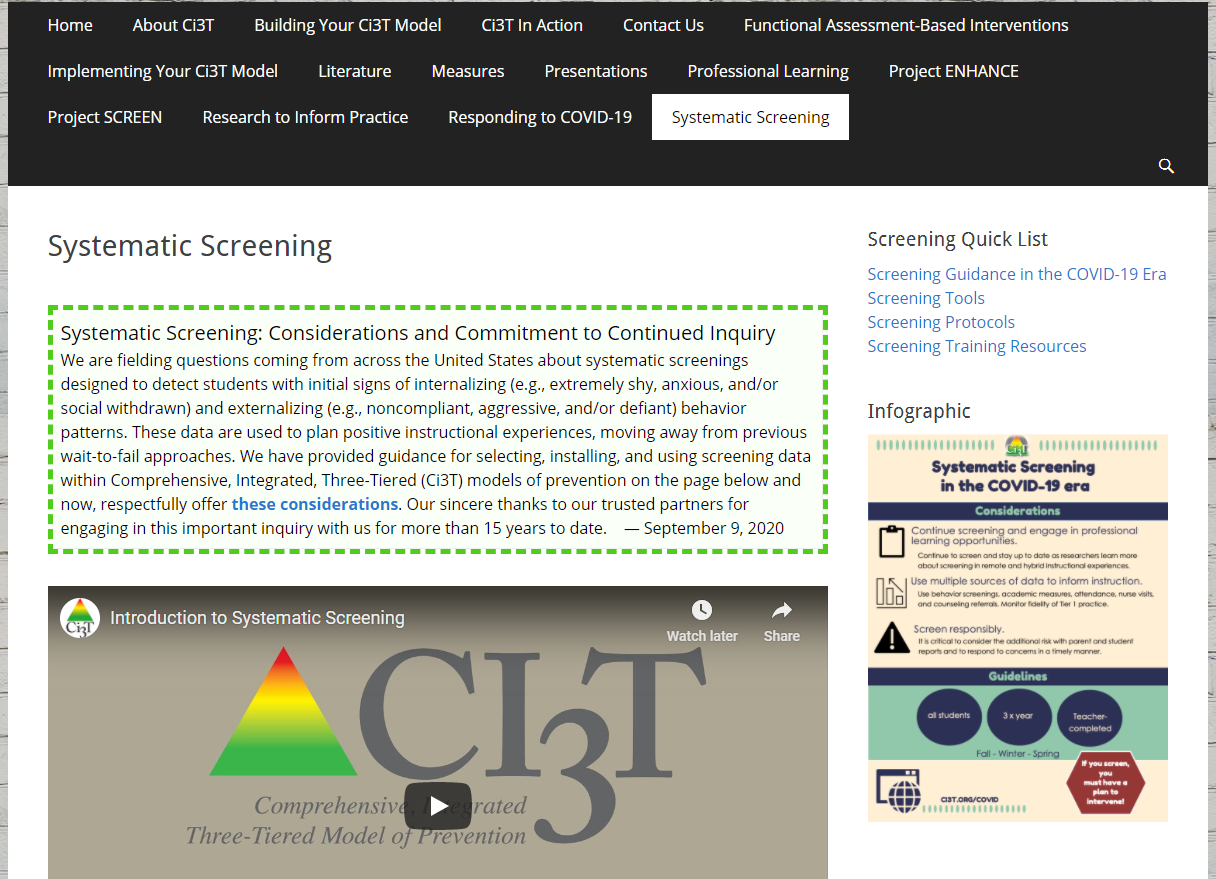 Home About Ci3T Building Your Ci3T Model Ci3T In Action Contact Us Functional Assessment-Based Interventions
Implementing Your Ci3T Model Literature Measures Presentations Professional Learning Project ENHANCE
Project SCREEN Research to Inform Practice Responding to COVID-19 Systematic Screening
Systematic Screening
Systematic Screening: Considerations and Commitment to Continued Inquiry
We are fielding questions coming from across the United States about systematic screenings
designed to detect students with initial signs of internalizing (e.g., extremely shy, anxious, and/or
social withdrawn) and externalizing (e.g., noncompliant, aggressive, and/or defiant) behavior
patterns. These data are used to plan positive instructional experiences, moving away from previous
wait-to-fail approaches. We have provided guidance for selecting, installing, and using screening data
within Comprehensive, Integrated, Three-Tiered (Ci3T) models of prevention on the page below and
now, respectfully offer these considerations. Our sincere thanks to our trusted partners for
engaging in this important inquiry with us for more than 15 years to date. — September 9, 2020
Ci3T
Introduction to Systematic Screening
Watch later
Share
CI3T
Comprehensive, Integrated
Three-Tiered Model of Prevention
Screening Quick List
Screening Guidance in the COVID-19 Era
Screening Tools
Screening Protocols
Screening Training Resources
Infographic
Systematic Screening
in the COVID-19 era
Considerations
Continue screening and engage in professional
learning opportunities.
Continue to screen and stay up to date as researchers learn more
about screening in remote and hybrid instructional experiences.
Use multiple sources of data to inform instruction.
Use behavior screenings, academic measures, attendance, nurse visits,
and counseling referrals. Monitor fidelity of Tier 1 practice.
Screen responsibly.
It is critical to consider the additional risk with parent and student
reports and to respond to concerns in a timely manner.
Guidelines
all students
3 x year
Teacher-
completed
Fall - Winter - Spring
If you screen,
you
must have a
plan to
intervene!
CI3T.ORG/COVID